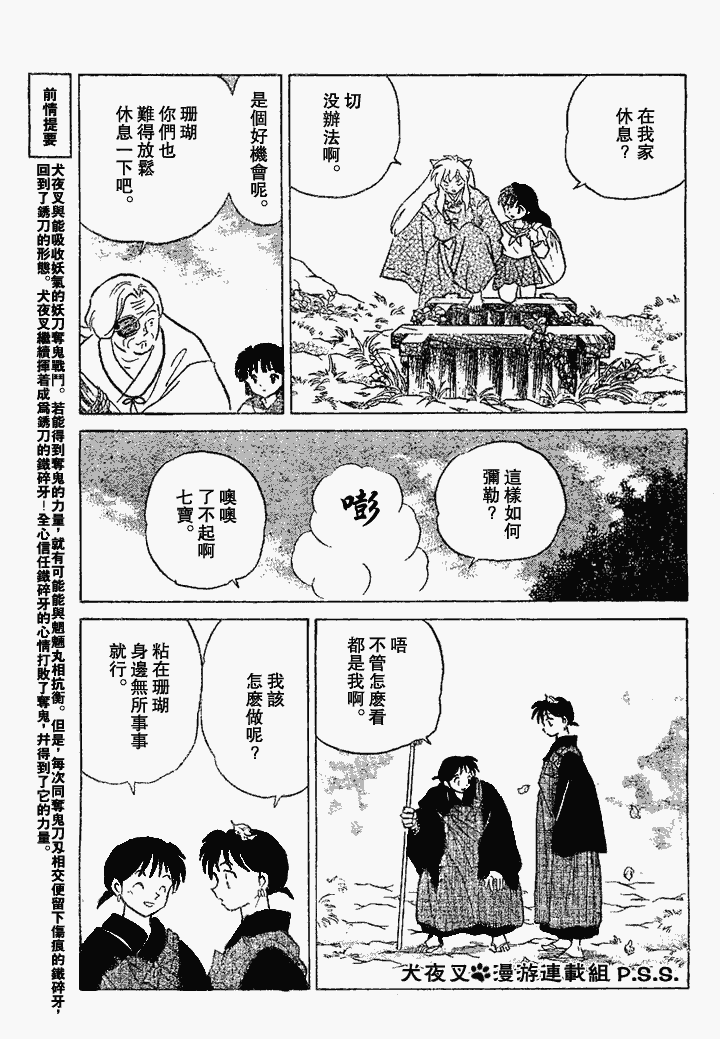 前情提要
犬夜叉與能吸收妖氣的妖刀奪鬼戰鬥。若能得到奪鬼的力量,就有可能能與魍魎丸相抗衡。但是,每次同奪鬼刀刃相交便留下傷痕的鐵碎牙,
回到了銹刀的形態。犬夜叉繼續揮着成爲銹刀的鐵碎牙!全心信任鐵碎牙的心情打敗了奪鬼,幷得到了它的力量。
在我家
休息?
切
没辦法啊。
是個好機會呢。
珊瑚
你們也
難得放鬆
休息一下吧。
這樣如何
彌勒?
嘭
噢噢
了不起啊
七寶。
唔
不管怎麽看
都是我啊。
我該
怎麽做呢?
粘在珊瑚
身邊無所事事
就行。
犬夜叉漫游連載組 P.S.S.